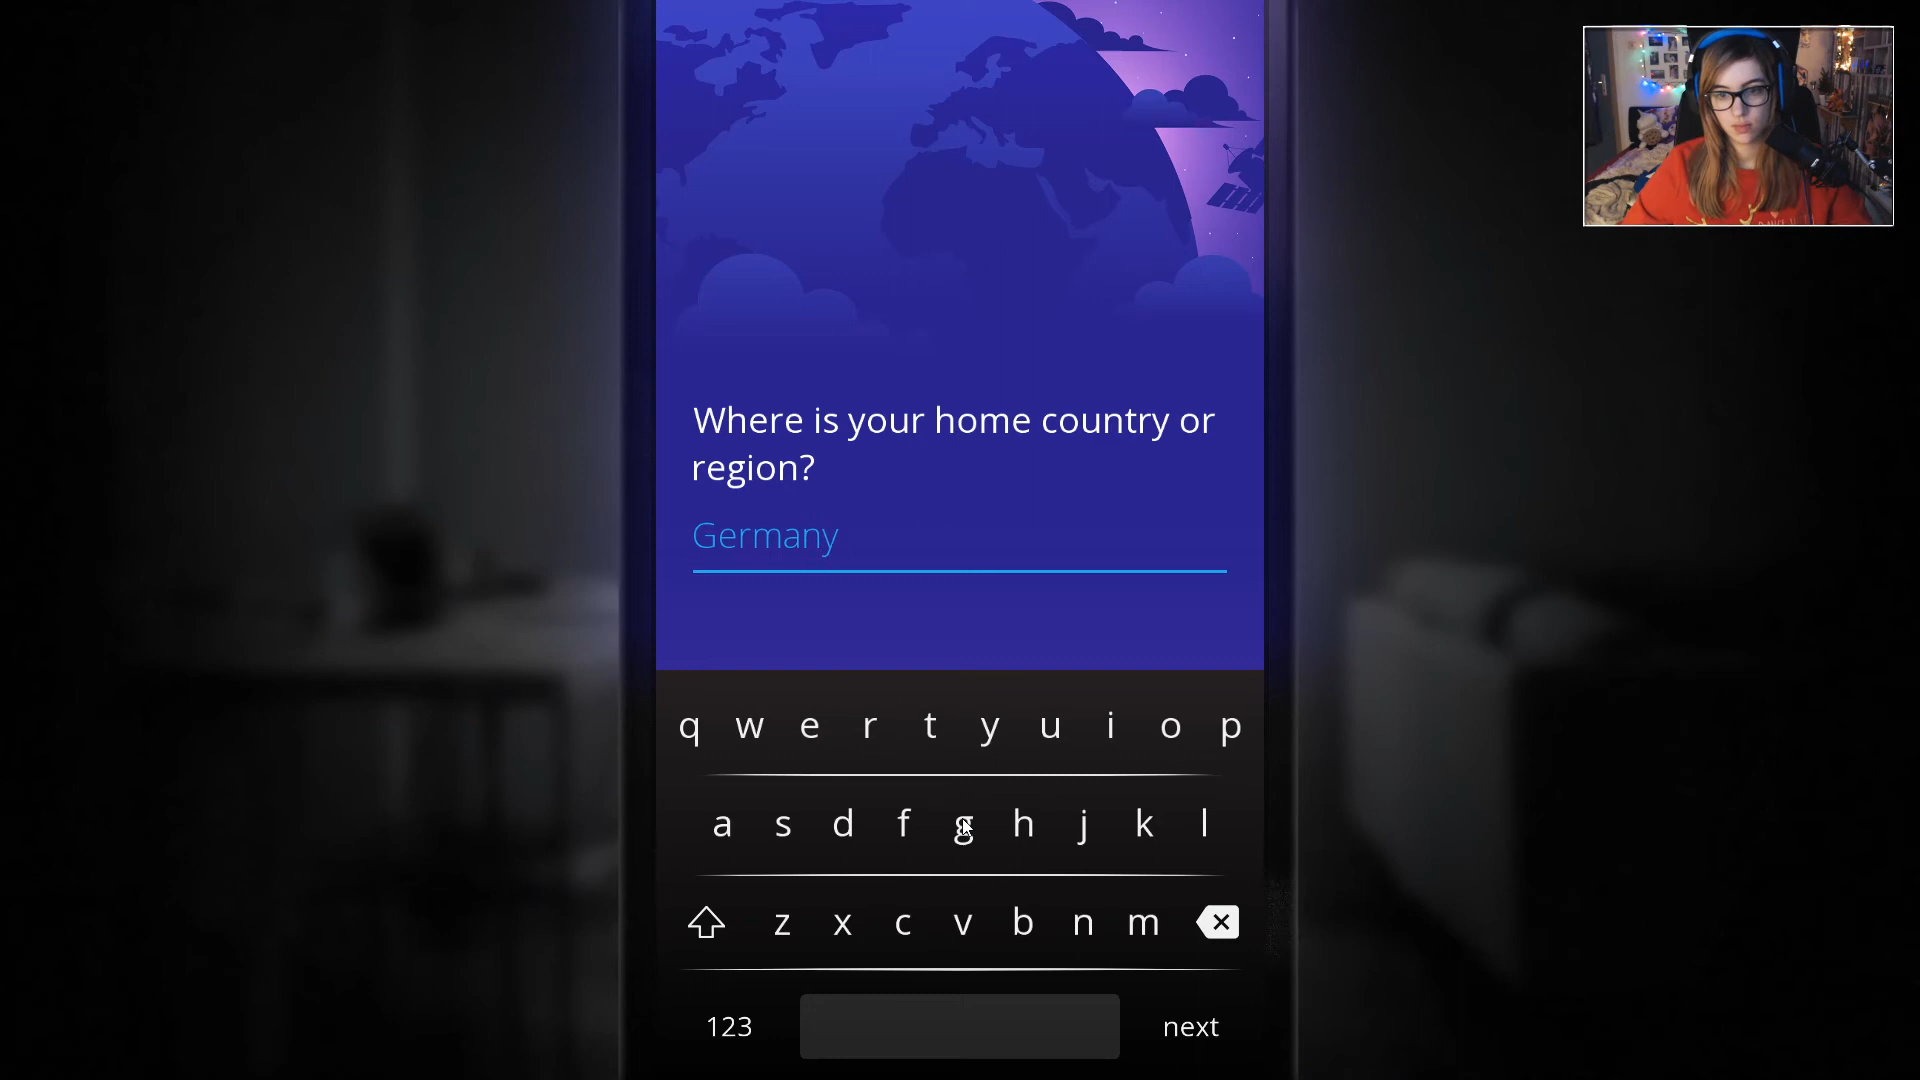 Where is your home country or
region?
Germany
q w e r t y u i o p
a s d f g h j k l
z x c v b n m
123 next